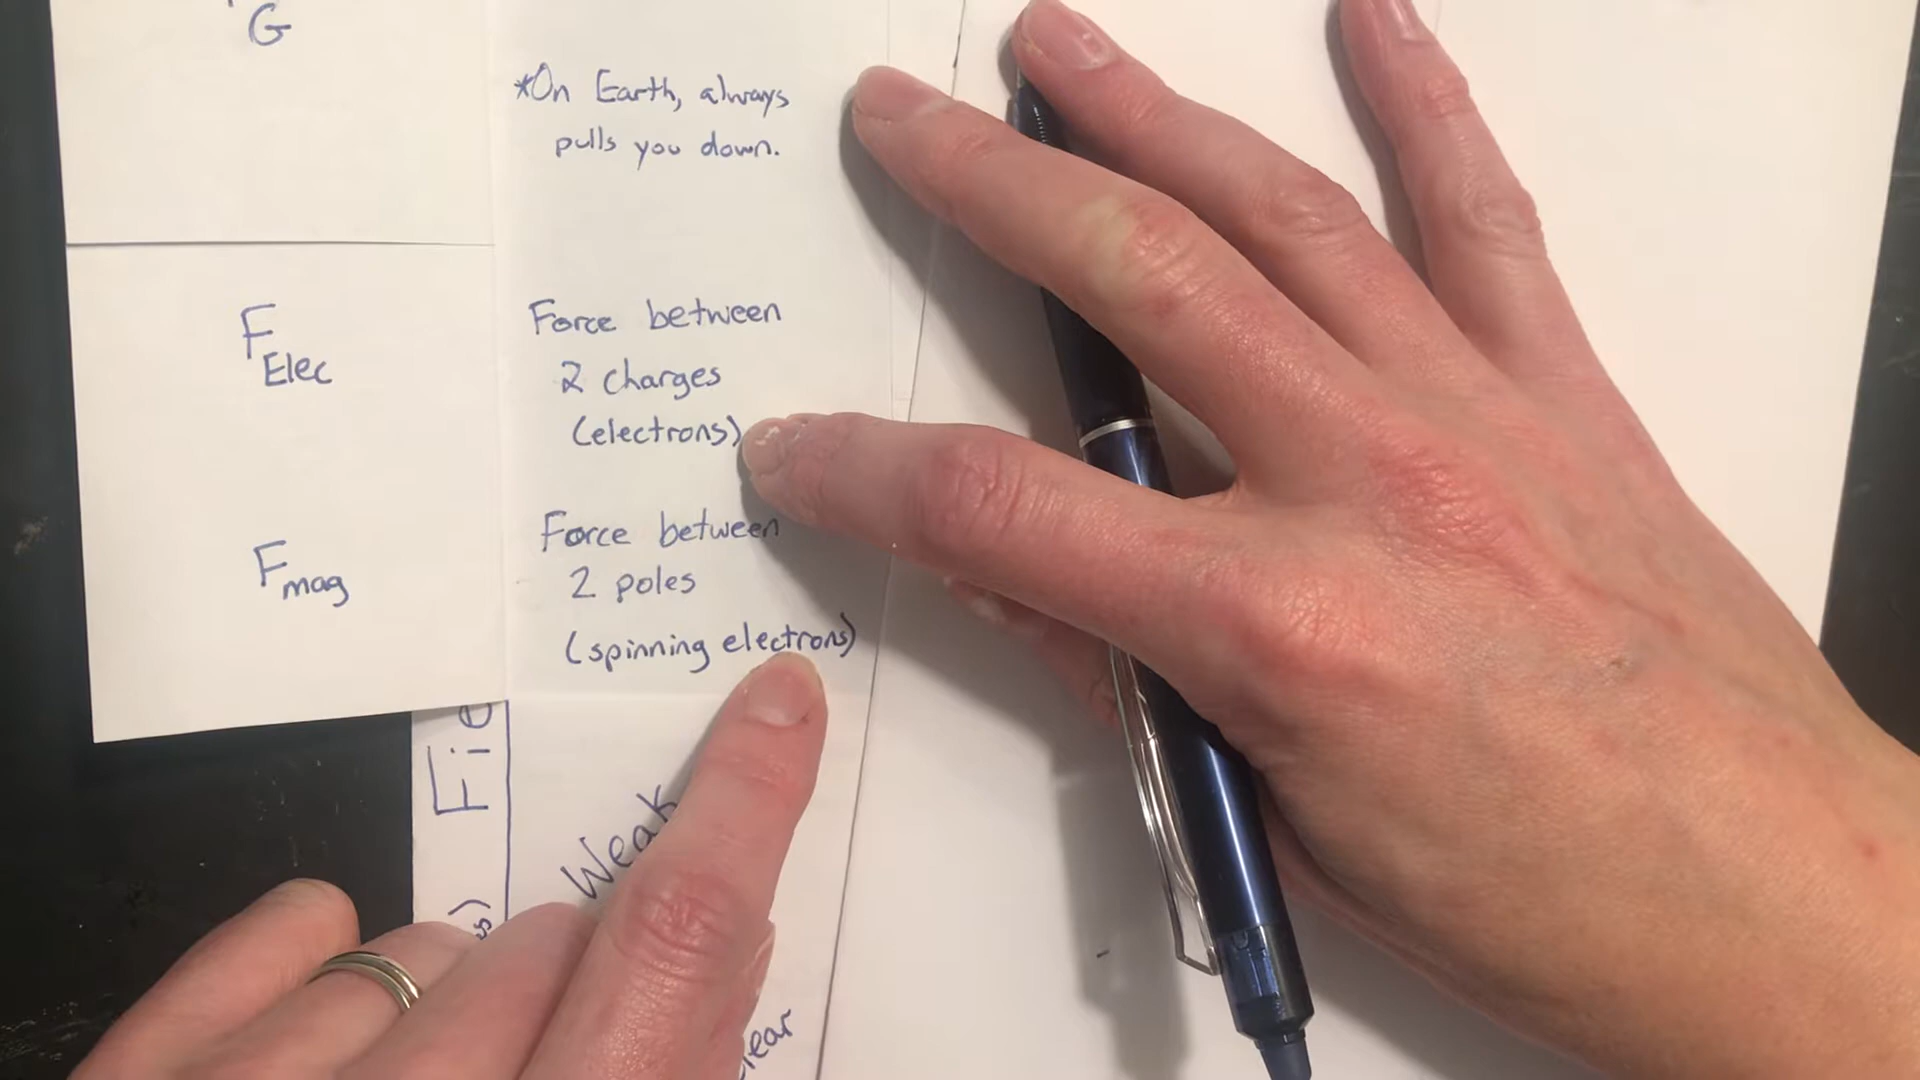 G
*On Earth, always
pulls you down.
F Elec
Force between
2 charges
(electrons)
F mag
Force between
2 poles
(spinning electrons)
Fie
Weak
s)
lear